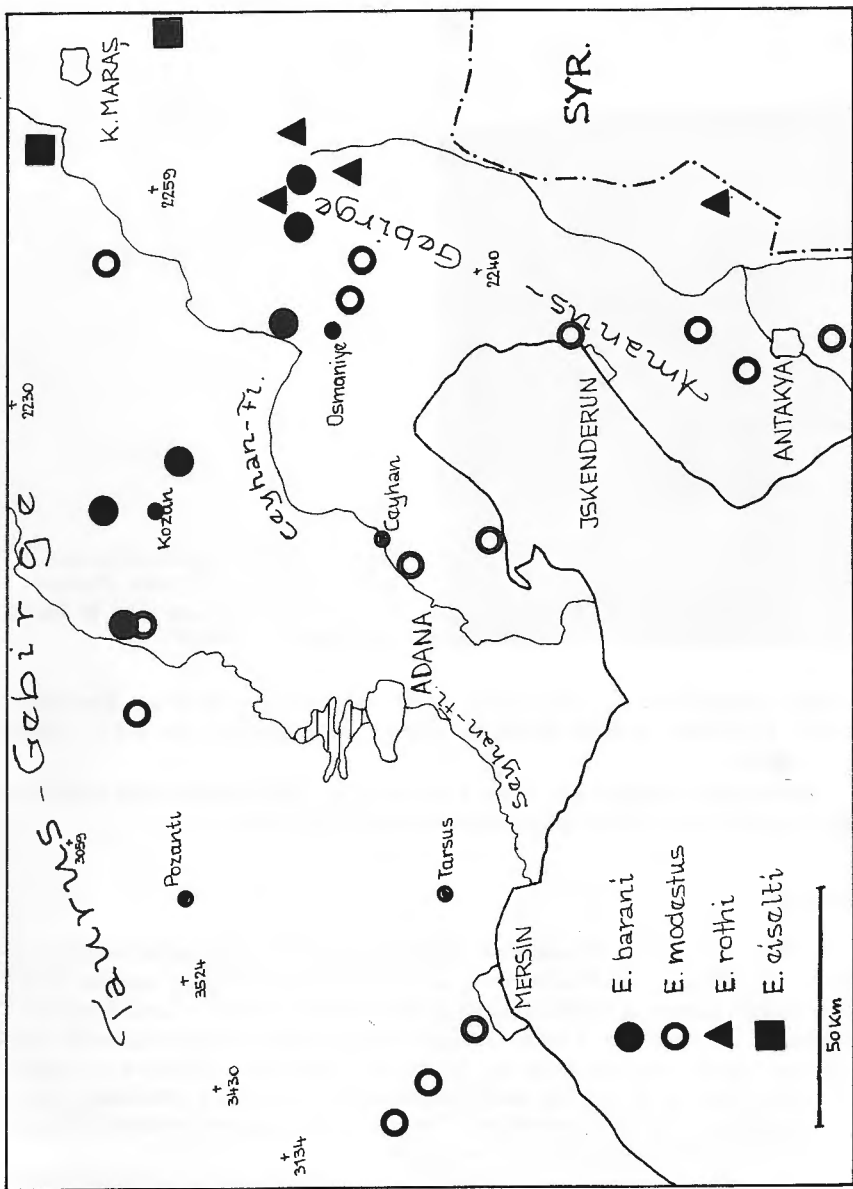 Taurus - Gebirge
+ 2230
+ 3059
+ 3524
+ 3430
+ 3134
+ 2259
+ 2240
K. MARAŞ
Kozan
Pozanti
Ceyhan-Fl.
Osmaniye
Amanus - Gebirge
SYR.
Ceyhan
ADANA
Seyhan-Fl.
Tarsus
MERSİN
JSKENDERUN
ANTAKYA
E. barani
E. modestus
E. rothi
E. eiselti
50 Km